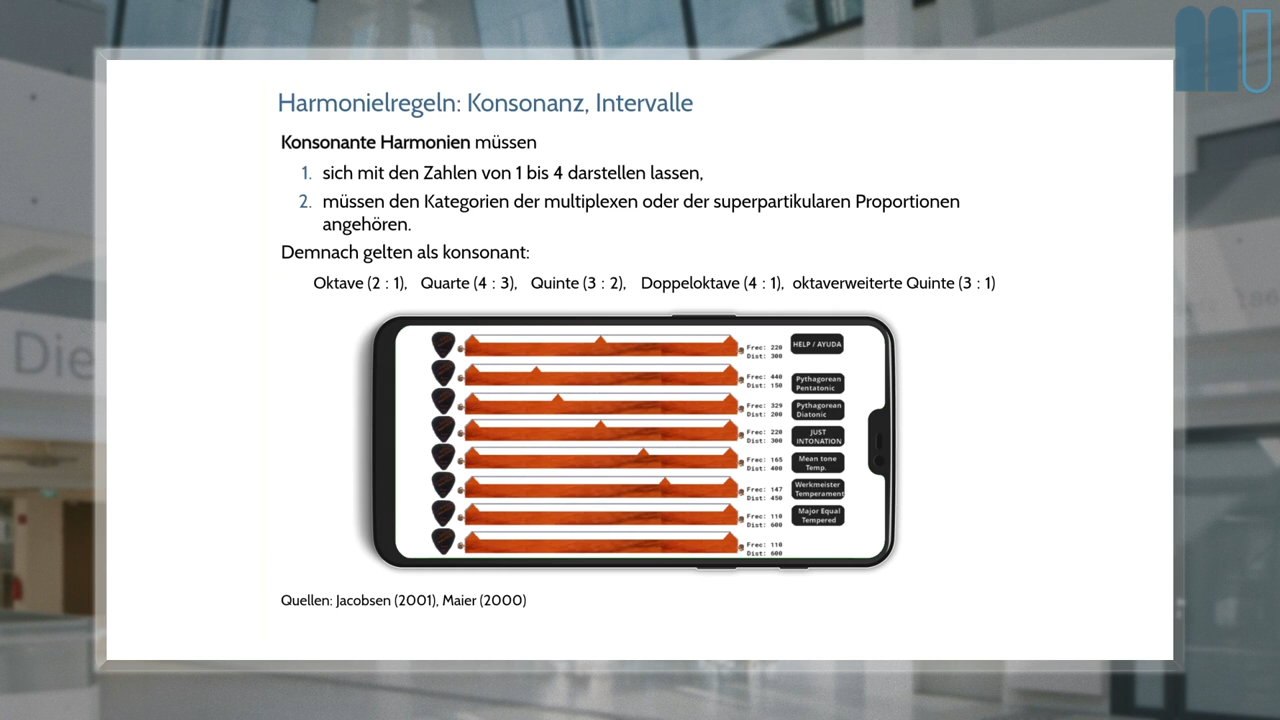 Harmonielregeln: Konsonanz, Intervalle
Konsonante Harmonien müssen
1. sich mit den Zahlen von 1 bis 4 darstellen lassen,
2. müssen den Kategorien der multiplexen oder der superpartikularen Proportionen
angehören.
Demnach gelten als konsonant:
Oktave (2 : 1), Quarte (4 : 3), Quinte (3 : 2), Doppeloktave (4 : 1), oktaverweiterte Quinte (3 : 1)
Frec: 220
Dist: 300
HELP / AYUDA
Frec: 440
Dist: 150
Pythagorean
Pentatonic
Frec: 329
Dist: 200
Pythagorean
Diatonic
Frec: 220
Dist: 300
JUST
INTONATION
Frec: 165
Dist: 400
Mean tone
Temp.
Frec: 147
Dist: 450
Werkmeister
Temperament
Frec: 110
Dist: 600
Major Equal
Tempered
Frec: 110
Dist: 600
Quellen: Jacobsen (2001), Maier (2000)
Die